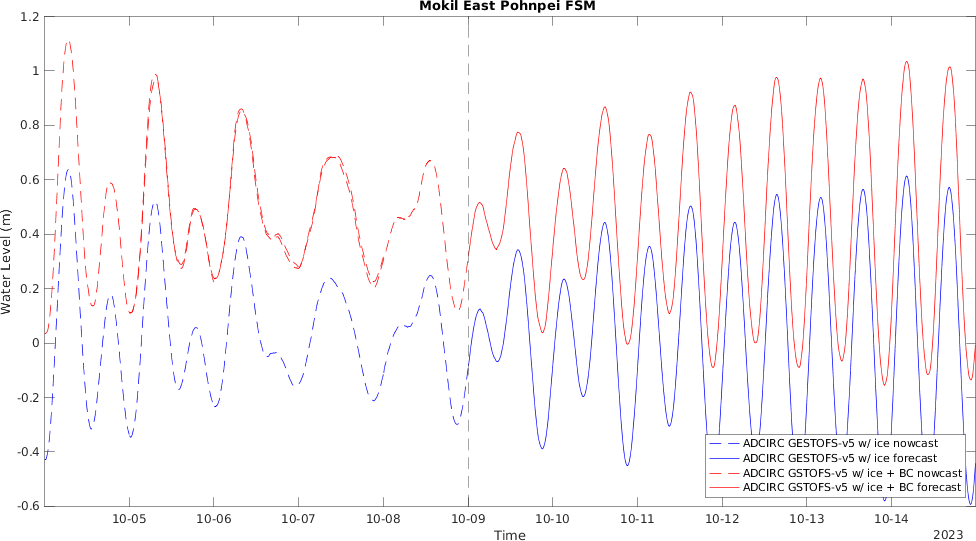 Mokil East Pohnpei FSM
1.2
1
0.8
0.6
0.4
0.2
0
-0.2
-0.4
-0.6
Water Level (m)
10-05 10-06 10-07 10-08 10-09 10-10 10-11 10-12 10-13 10-14
Time
2023
ADCIRC GESTOFS-v5 w/ ice nowcast
ADCIRC GESTOFS-v5 w/ ice forecast
ADCIRC GSTOFS-v5 w/ ice + BC nowcast
ADCIRC GSTOFS-v5 w/ ice + BC forecast